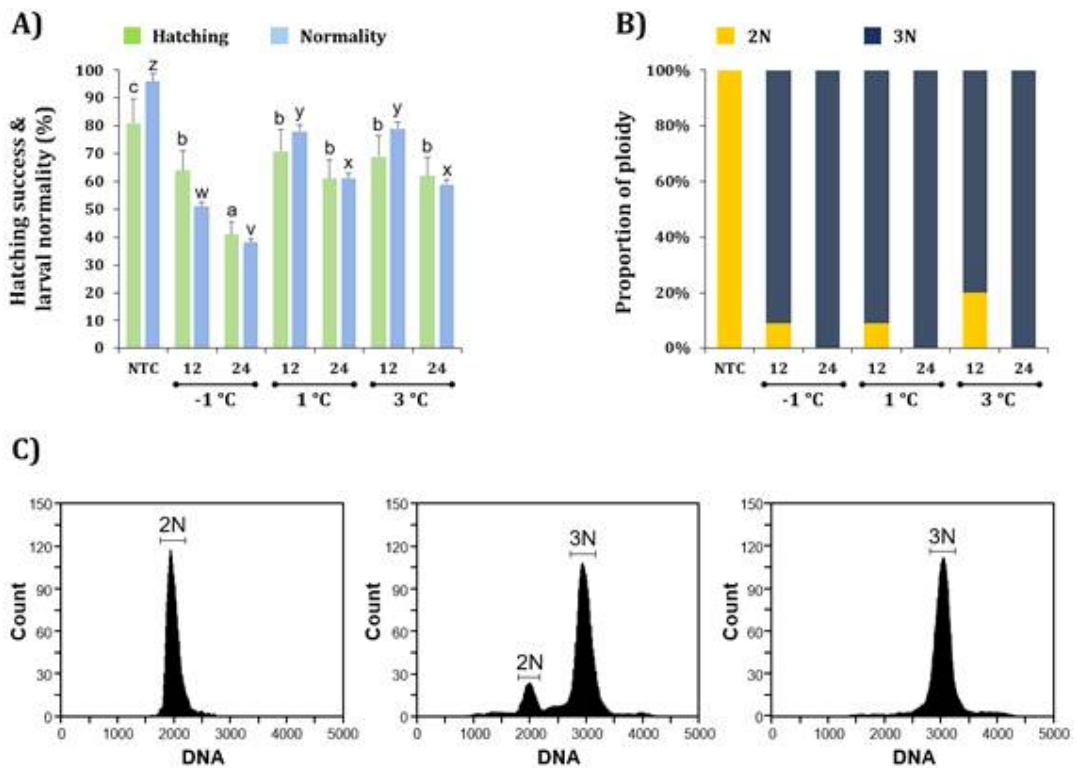 A)
Hatching Normality
Hatching success &
larval normality (%)
100
90
80
70
60
50
40
30
20
10
0
c z b w a v b y b x b y b x
NTC 12 24 12 24 12 24
-1 °C 1 °C 3 °C
B)
2N 3N
Proportion of ploidy
100%
80%
60%
40%
20%
0%
NTC 12 24 12 24 12 24
-1 °C 1 °C 3 °C
C)
Count
150
120
90
60
30
0
2N
0 1000 2000 3000 4000 5000
DNA
Count
150
120
90
60
30
0
2N
3N
0 1000 2000 3000 4000 5000
DNA
Count
150
120
90
60
30
0
3N
0 1000 2000 3000 4000 5000
DNA